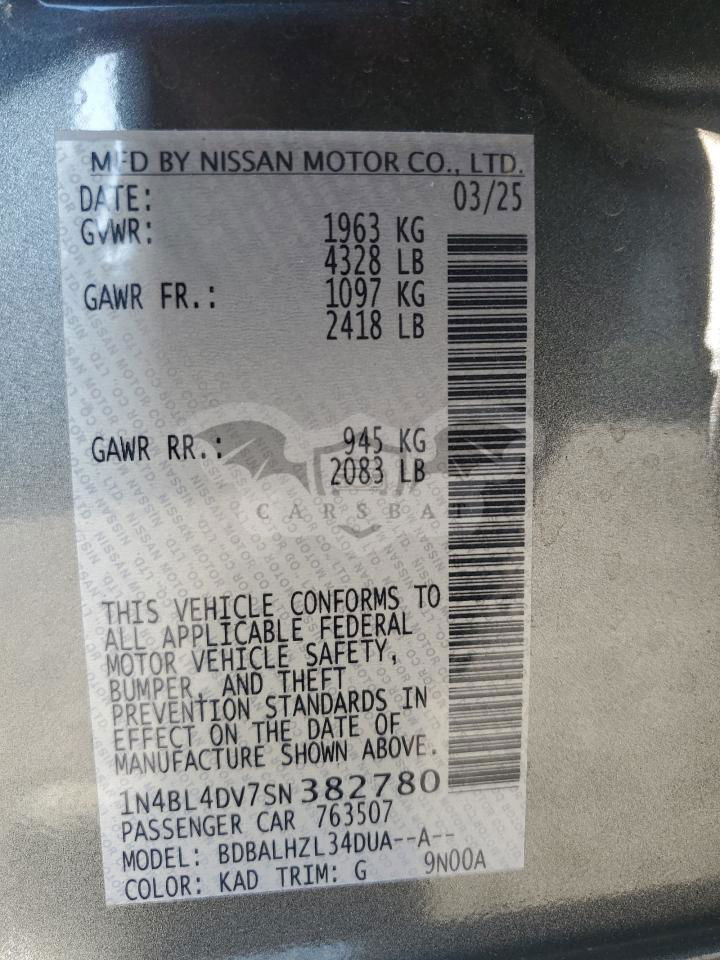 MFD BY NISSAN MOTOR CO., LTD.
DATE: 03/25
GVWR: 1963 KG
4328 LB
GAWR FR.: 1097 KG
2418 LB
GAWR RR.: 945 KG
2083 LB
CARSBAT
THIS VEHICLE CONFORMS TO
ALL APPLICABLE FEDERAL
MOTOR VEHICLE SAFETY,
BUMPER, AND THEFT
PREVENTION STANDARDS IN
EFFECT ON THE DATE OF
MANUFACTURE SHOWN ABOVE.
1N4BL4DV7SN382780
PASSENGER CAR 763507
MODEL: BDBALHZL34DUA--A--
COLOR: KAD TRIM: G 9N00A